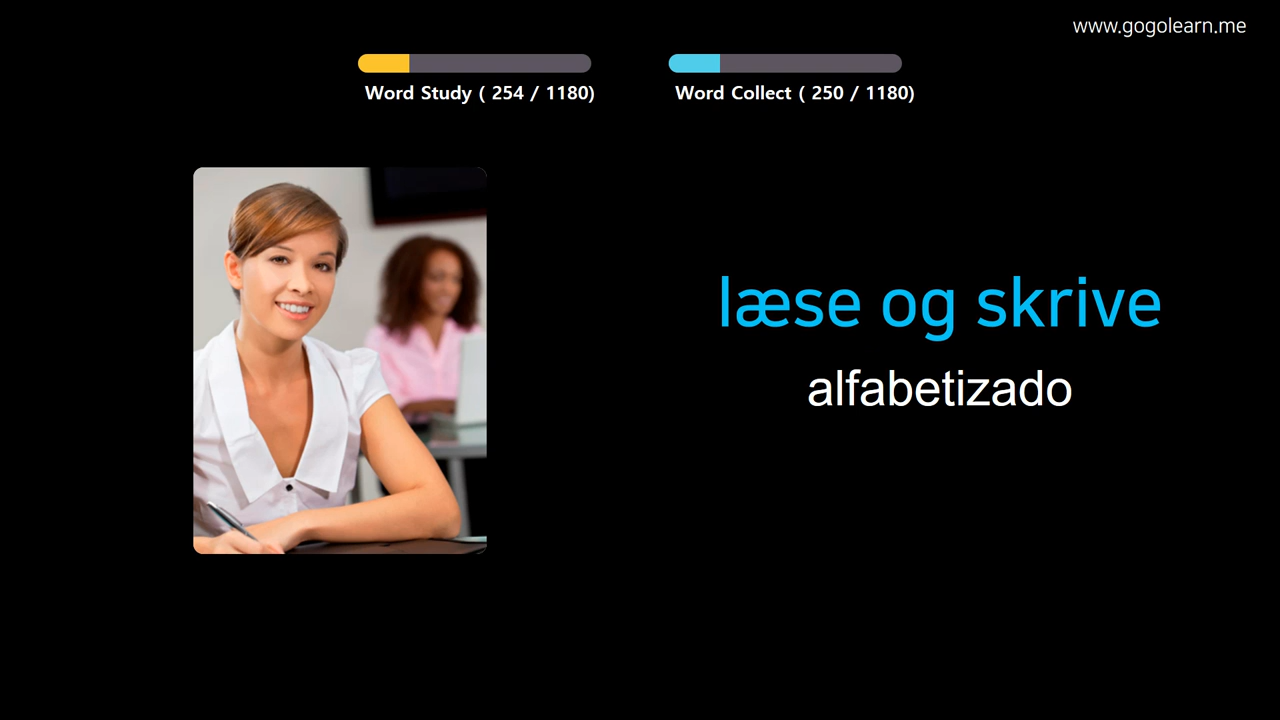 www.gogolearn.me
Word Study ( 254 / 1180)
Word Collect ( 250 / 1180)
læse og skrive
alfabetizado